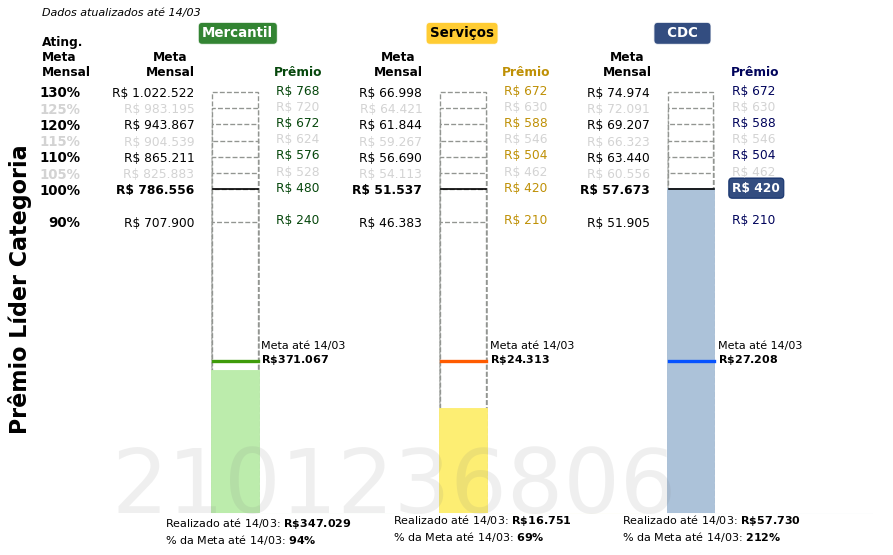 Dados atualizados até 14/03
Mercantil Serviços CDC
Ating.
Meta
Mensal
Meta
Mensal
Prêmio
Meta
Mensal
Prêmio
Meta
Mensal
Prêmio
130% R$ 1.022.522 R$ 768 R$ 66.998 R$ 672 R$ 74.974 R$ 672
125% R$ 983.195 R$ 720 R$ 64.421 R$ 630 R$ 72.091 R$ 630
120% R$ 943.867 R$ 672 R$ 61.844 R$ 588 R$ 69.207 R$ 588
115% R$ 904.539 R$ 624 R$ 59.267 R$ 546 R$ 66.323 R$ 546
110% R$ 865.211 R$ 576 R$ 56.690 R$ 504 R$ 63.440 R$ 504
105% R$ 825.883 R$ 528 R$ 54.113 R$ 462 R$ 60.556 R$ 462
100% R$ 786.556 R$ 480 R$ 51.537 R$ 420 R$ 57.673 R$ 420
90% R$ 707.900 R$ 240 R$ 46.383 R$ 210 R$ 51.905 R$ 210
Prêmio Líder Categoria
Meta até 14/03
R$371.067
Meta até 14/03
R$24.313
Meta até 14/03
R$27.208
2101236806
Realizado até 14/03: R$347.029
% da Meta até 14/03: 94%
Realizado até 14/03: R$16.751
% da Meta até 14/03: 69%
Realizado até 14/03: R$57.730
% da Meta até 14/03: 212%